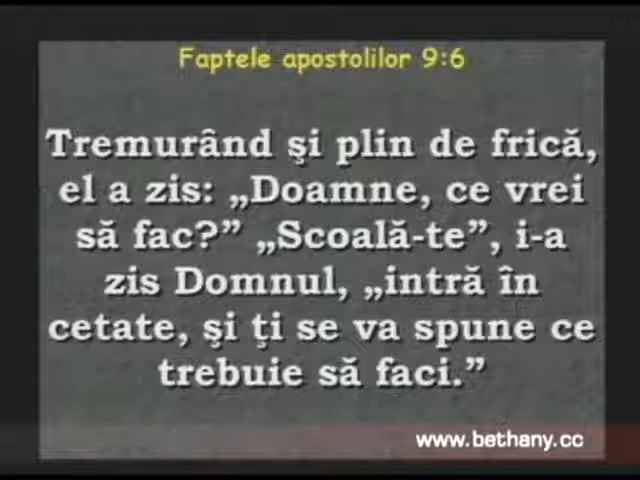 Faptele apostolilor 9:6
Tremurând şi plin de frică,
el a zis: „Doamne, ce vrei
să fac?” „Scoală-te”, i-a
zis Domnul, „intră în
cetate, şi ţi se va spune ce
trebuie să faci.”
www.bethany.cc